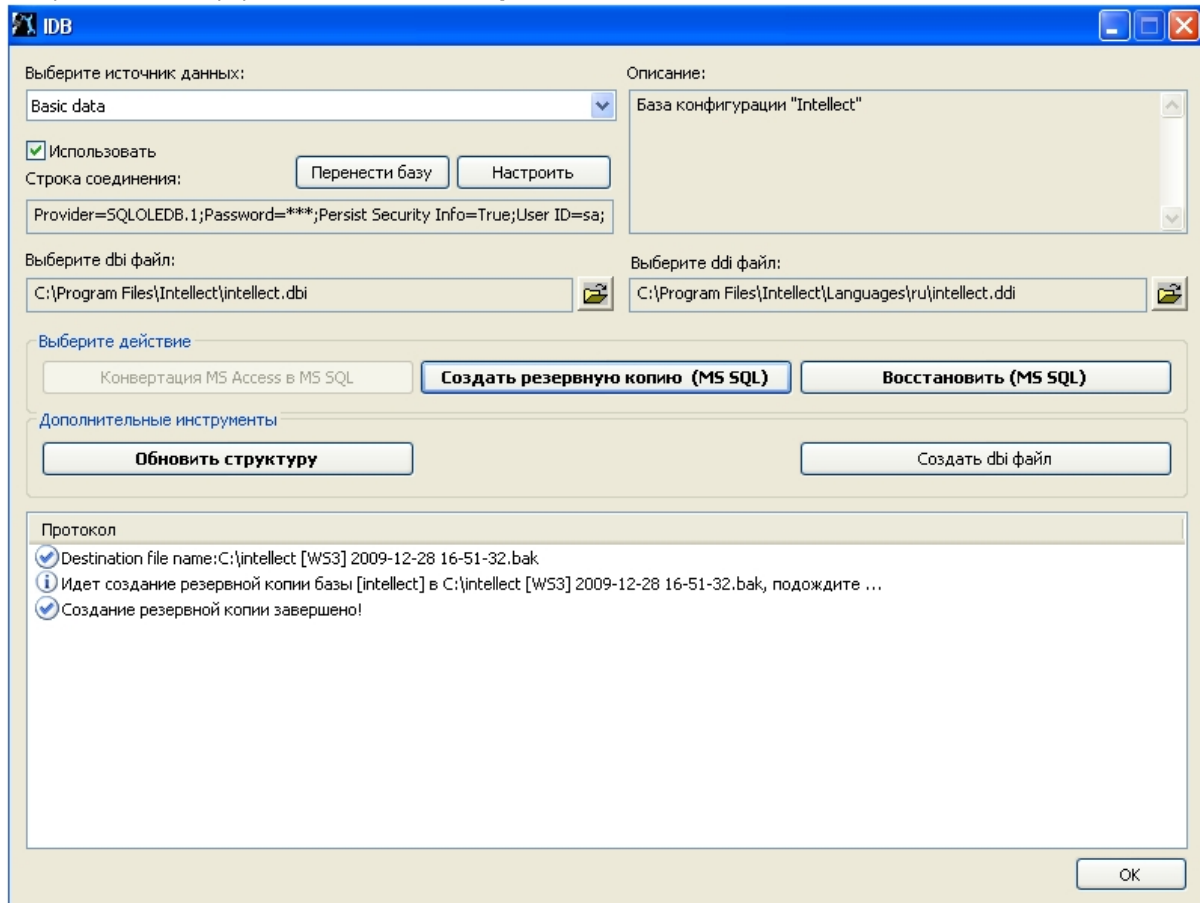 IDB
Выберите источник данных:
Описание:
Basic data
База конфигурации "Intellect"
Использовать
Строка соединения:
Перенести базу
Настроить
Provider=SQLOLEDB.1;Password=***;Persist Security Info=True;User ID=sa;
Выберите dbi файл:
Выберите ddi файл:
C:\Program Files\Intellect\intellect.dbi
C:\Program Files\Intellect\Languages\ru\intellect.ddi
Выберите действие
Конвертация MS Access в MS SQL
Создать резервную копию (MS SQL)
Восстановить (MS SQL)
Дополнительные инструменты
Обновить структуру
Создать dbi файл
Протокол
Destination file name:C:\intellect [WS3] 2009-12-28 16-51-32.bak
Идет создание резервной копии базы [intellect] в C:\intellect [WS3] 2009-12-28 16-51-32.bak, подождите ...
Создание резервной копии завершено!
OK